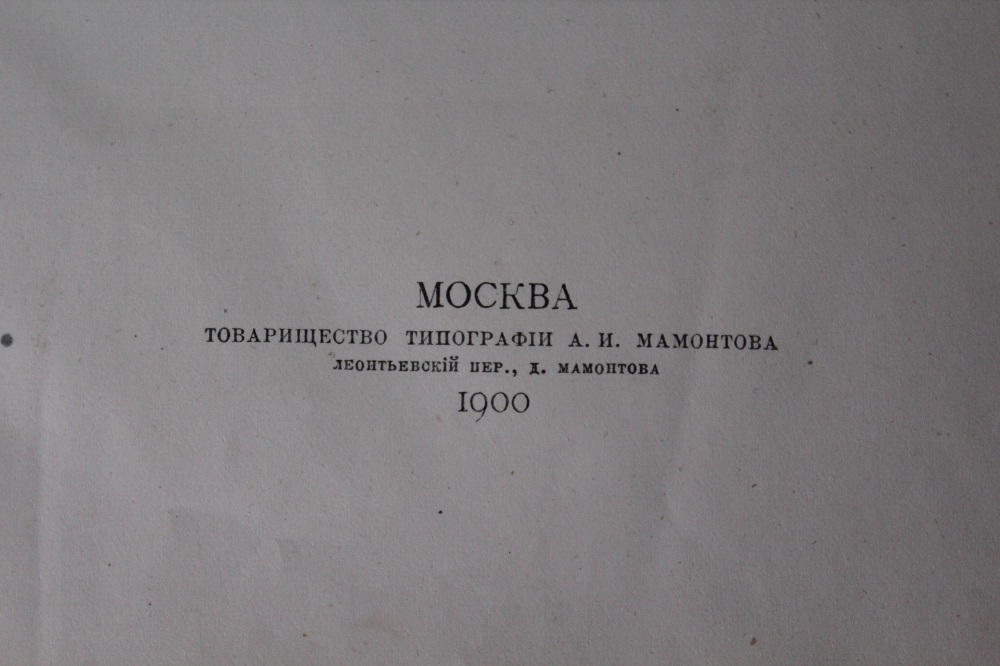 МОСКВА
ТОВАРИЩЕСТВО ТИПОГРАФІИ А. И. МАМОНТОВА
ЛЕОНТЬЕВСКІЙ ПЕР., Д. МАМОНТОВА
1900